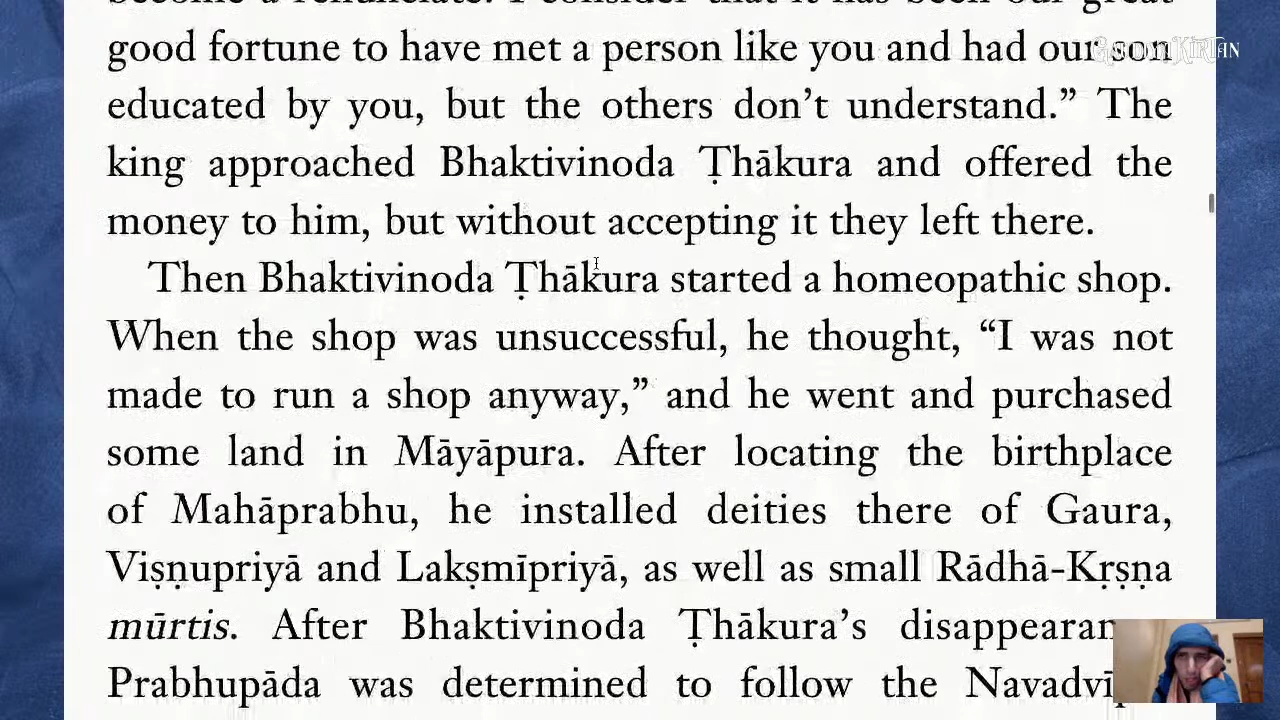 good fortune to have met a person like you and had our son
educated by you, but the others don’t understand.” The
king approached Bhaktivinoda Ṭhākura and offered the
money to him, but without accepting it they left there.
Then Bhaktivinoda Ṭhākura started a homeopathic shop.
When the shop was unsuccessful, he thought, “I was not
made to run a shop anyway,” and he went and purchased
some land in Māyāpura. After locating the birthplace
of Mahāprabhu, he installed deities there of Gaura,
Viṣṇupriyā and Lakṣmīpriyā, as well as small Rādhā-Kṛṣṇa
mūrtis. After Bhaktivinoda Ṭhākura’s
Prabhupāda was determined to follow the